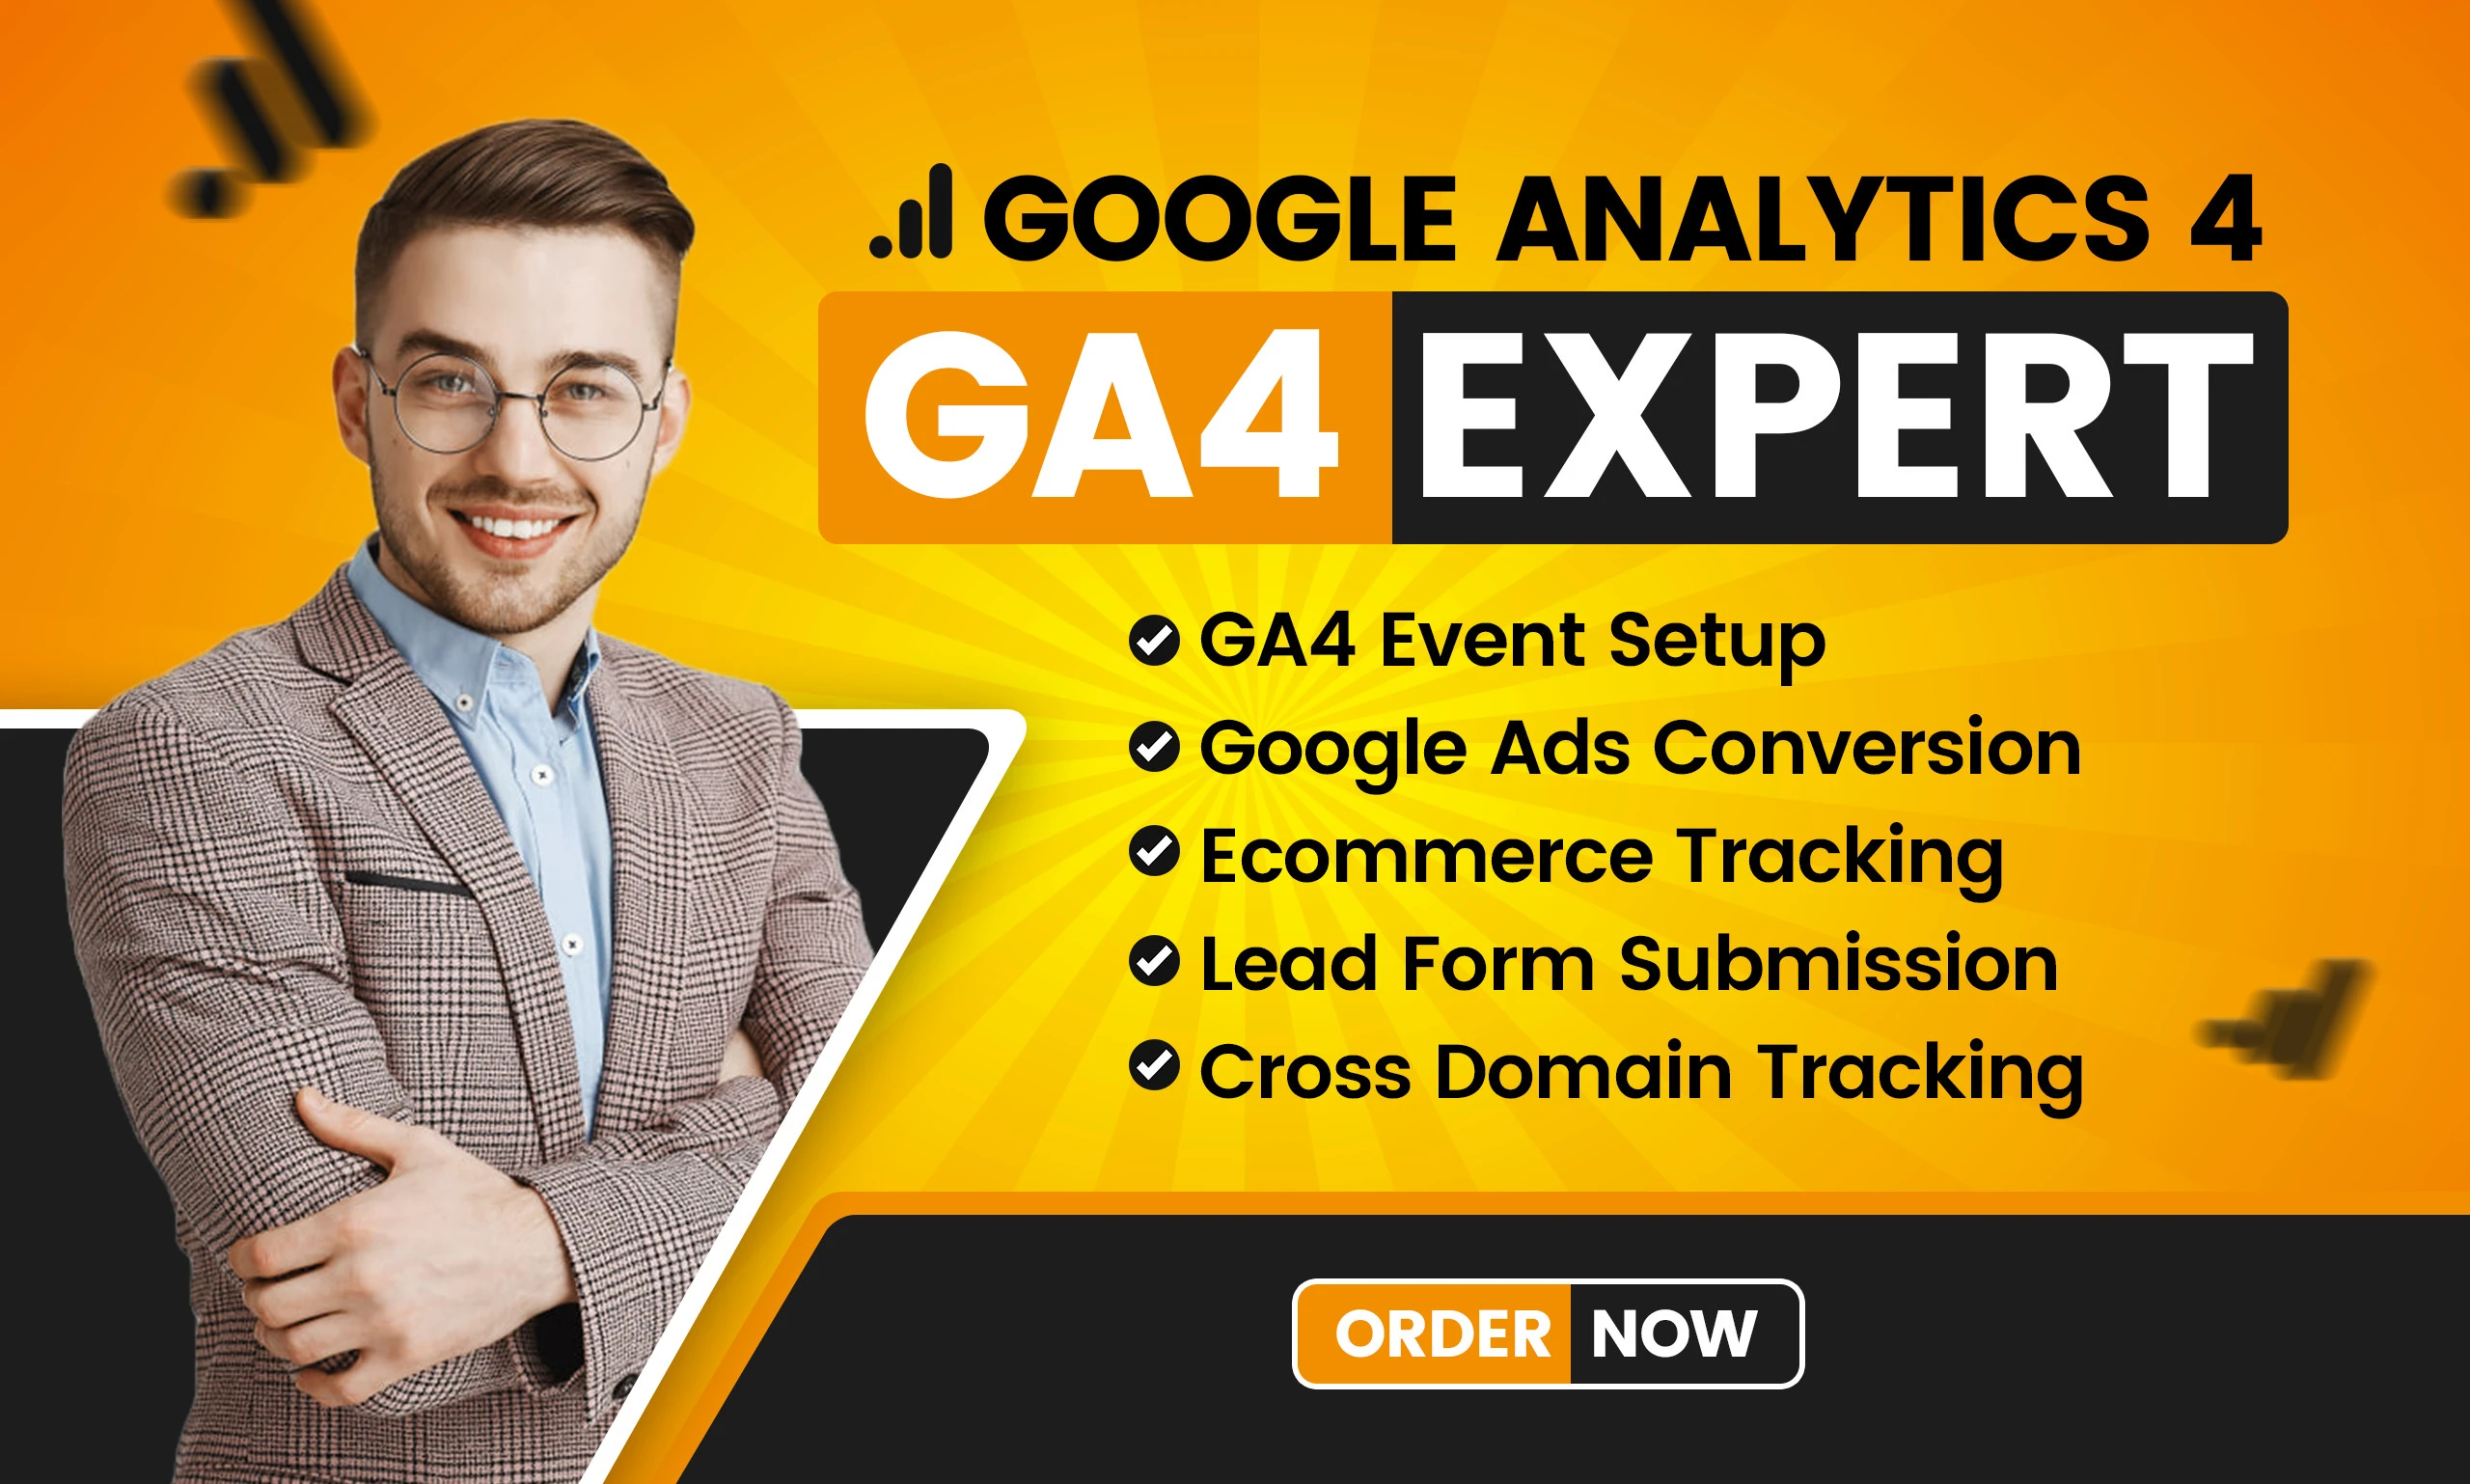 GOOGLE ANALYTICS 4
GA4 EXPERT
GA4 Event Setup
Google Ads Conversion
Ecommerce Tracking
Lead Form Submission
Cross Domain Tracking
ORDER NOW